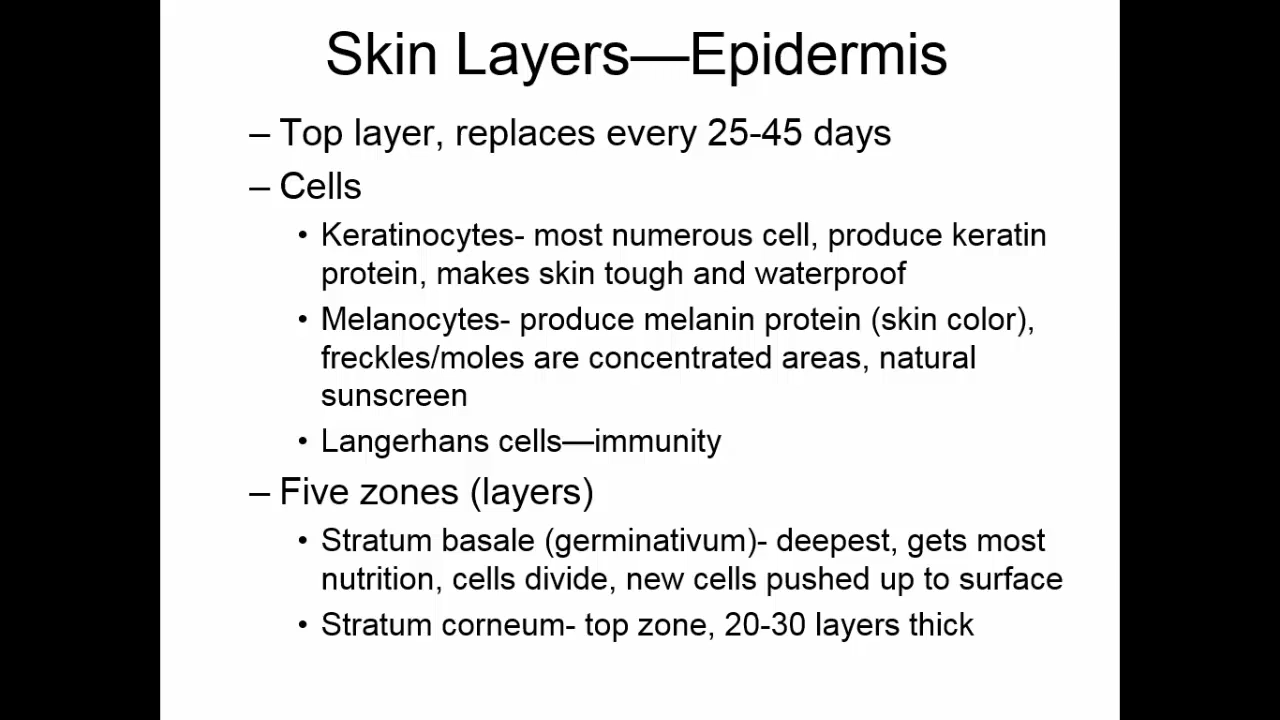 Skin Layers—Epidermis
– Top layer, replaces every 25-45 days
– Cells
• Keratinocytes- most numerous cell, produce keratin
protein, makes skin tough and waterproof
• Melanocytes- produce melanin protein (skin color),
freckles/moles are concentrated areas, natural
sunscreen
• Langerhans cells—immunity
– Five zones (layers)
• Stratum basale (germinativum)- deepest, gets most
nutrition, cells divide, new cells pushed up to surface
• Stratum corneum- top zone, 20-30 layers thick